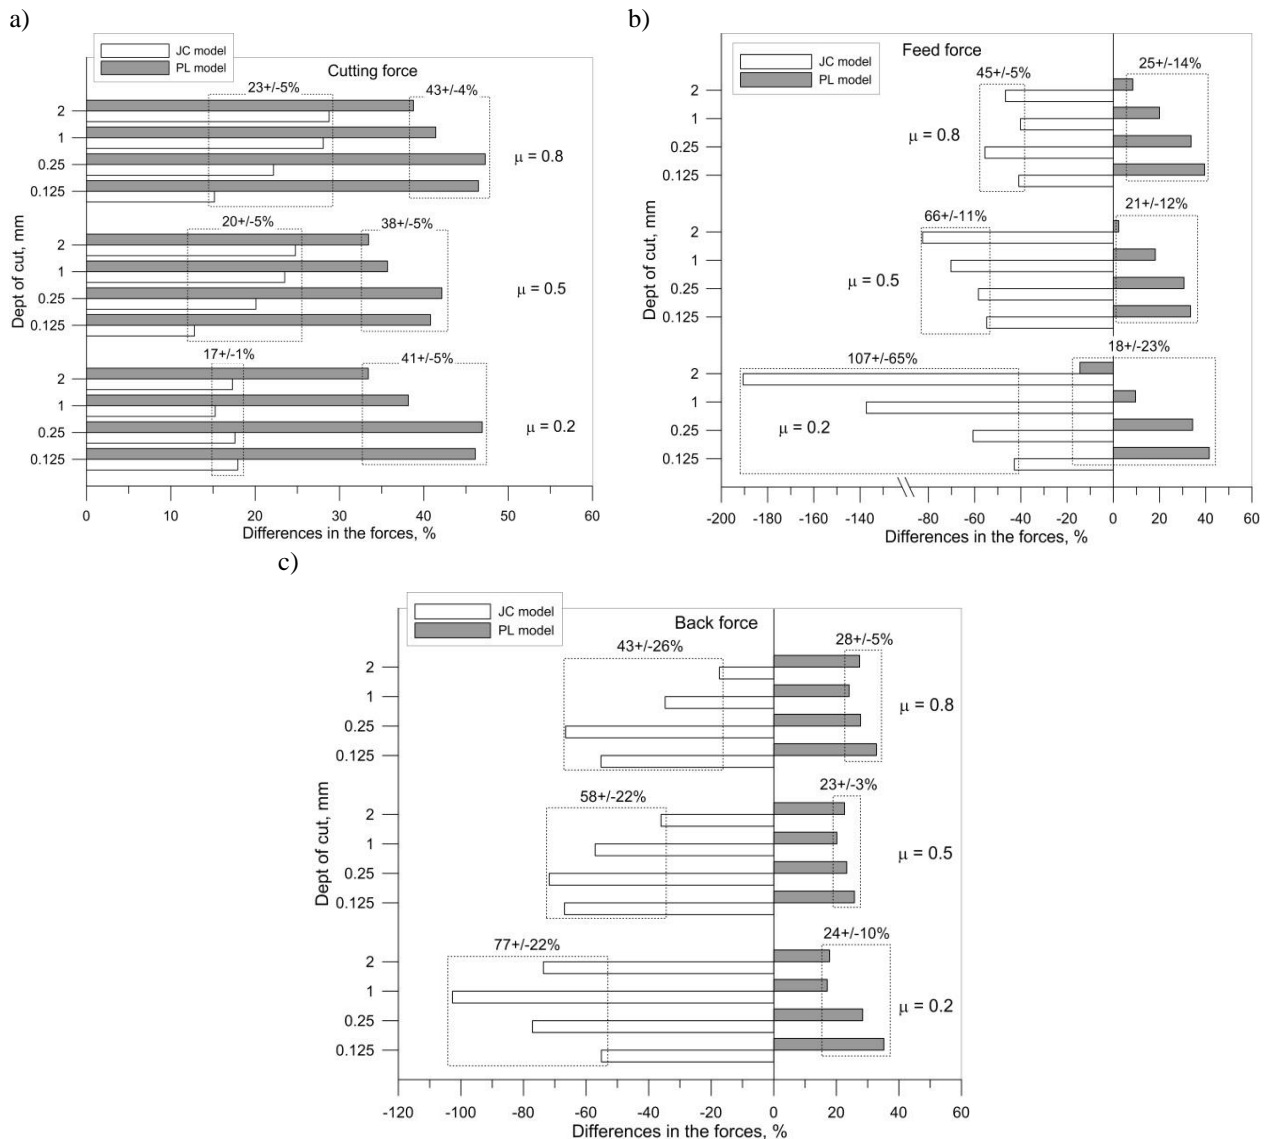 a)
JC model
PL model
Cutting force
23+/-5%
43+/-4%
2
1
0.25
0.125
μ = 0.8
20+/-5%
38+/-5%
2
1
0.25
0.125
μ = 0.5
17+/-1%
41+/-5%
2
1
0.25
0.125
μ = 0.2
Dept of cut, mm
0 10 20 30 40 50 60
Differences in the forces, %
b)
JC model
PL model
Feed force
45+/-5%
25+/-14%
2
1
0.25
0.125
μ = 0.8
66+/-11%
21+/-12%
2
1
0.25
0.125
μ = 0.5
107+/-65%
18+/-23%
2
1
0.25
0.125
μ = 0.2
Dept of cut, mm
-200 -180 -160 -140 -80 -60 -40 -20 0 20 40 60
Differences in the forces, %
c)
JC model
PL model
Back force
43+/-26%
28+/-5%
2
1
0.25
0.125
μ = 0.8
58+/-22%
23+/-3%
2
1
0.25
0.125
μ = 0.5
77+/-22%
24+/-10%
2
1
0.25
0.125
μ = 0.2
Dept of cut, mm
-120 -100 -80 -60 -40 -20 0 20 40 60
Differences in the forces, %